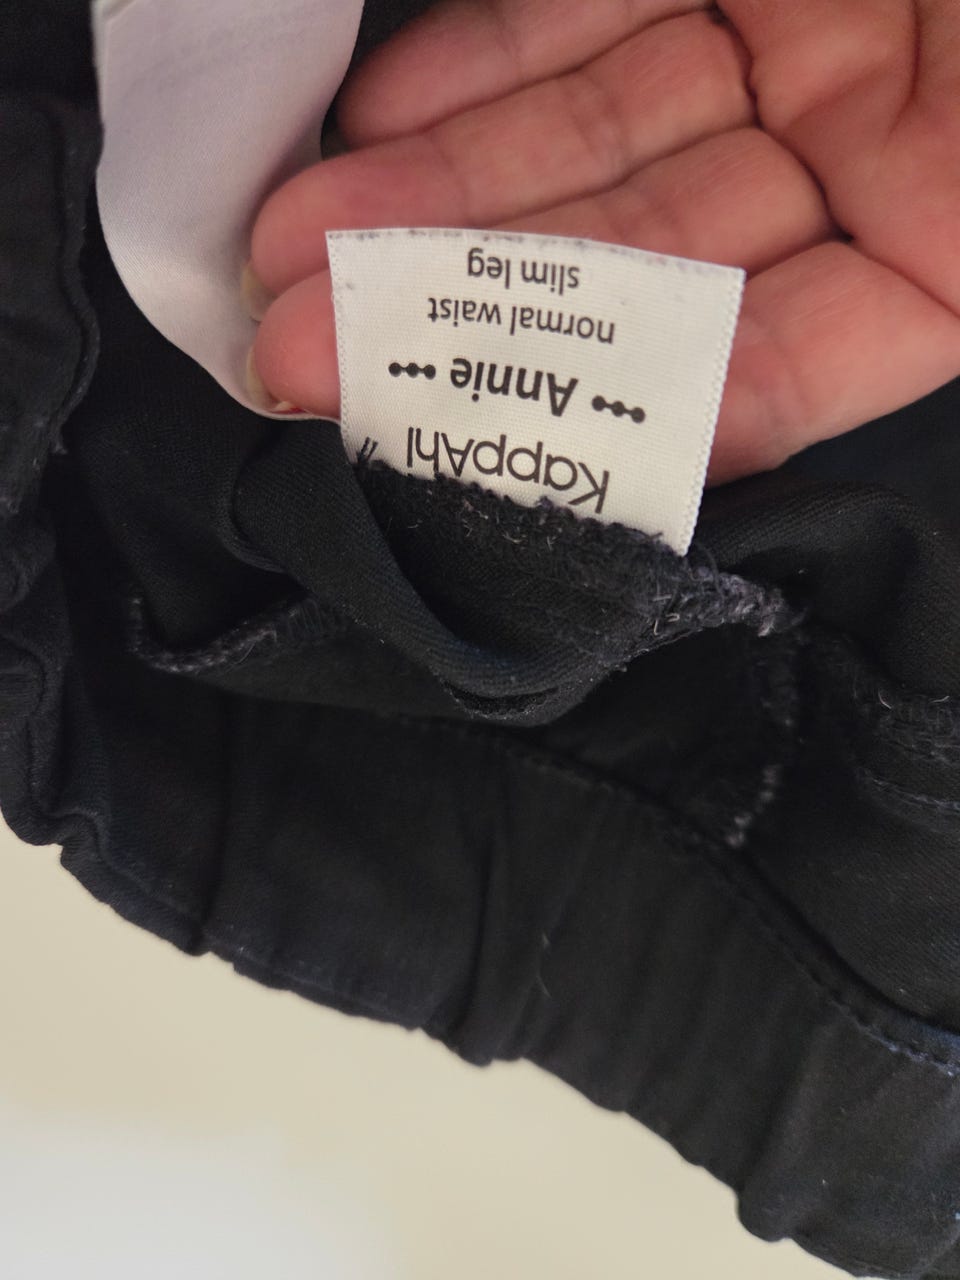 KappAhl
••• Annie •••
normal waist
slim leg